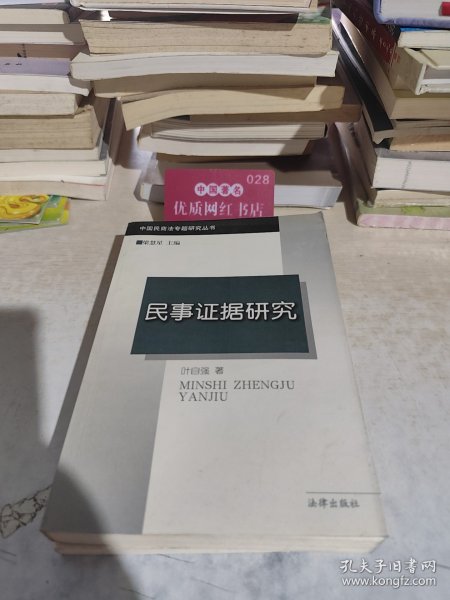 028
中国著名
优质网红书店
中国民商法专题研究丛书
梁慧星 主编
民事证据研究
叶自强 著
MINSHI ZHENGJU
YANJIU
法律出版社
孔夫子旧书网
www.kongfz.com